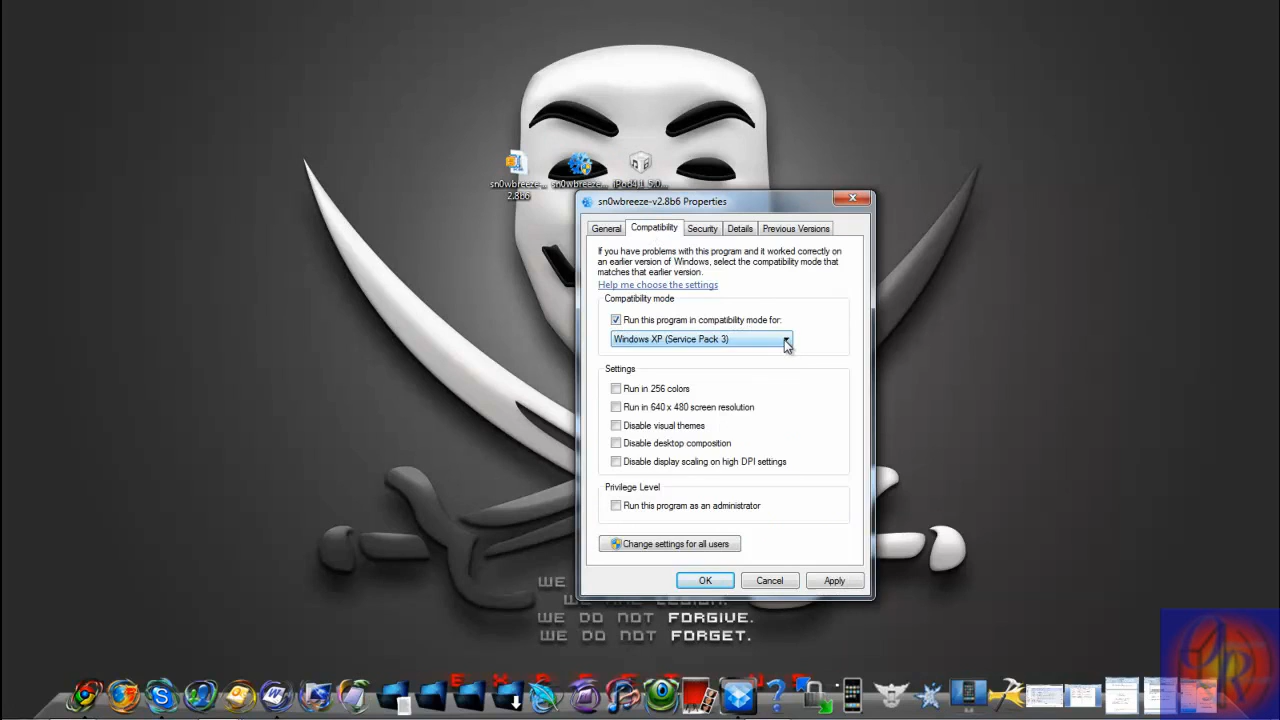 sn0wbreeze-... sn0wbreeze... iPod4,1_5.0...
2.8b6
sn0wbreeze-v2.8b6 Properties
General Compatibility Security Details Previous Versions
If you have problems with this program and it worked correctly on
an earlier version of Windows, select the compatibility mode that
matches that earlier version.
Help me choose the settings
Compatibility mode
Run this program in compatibility mode for:
Windows XP (Service Pack 3)
Settings
Run in 256 colors
Run in 640 x 480 screen resolution
Disable visual themes
Disable desktop composition
Disable display scaling on high DPI settings
Privilege Level
Run this program as an administrator
Change settings for all users
OK Cancel Apply
WE
WE ARE LEGION.
WE DO NOT FORGIVE.
WE DO NOT FORGET.